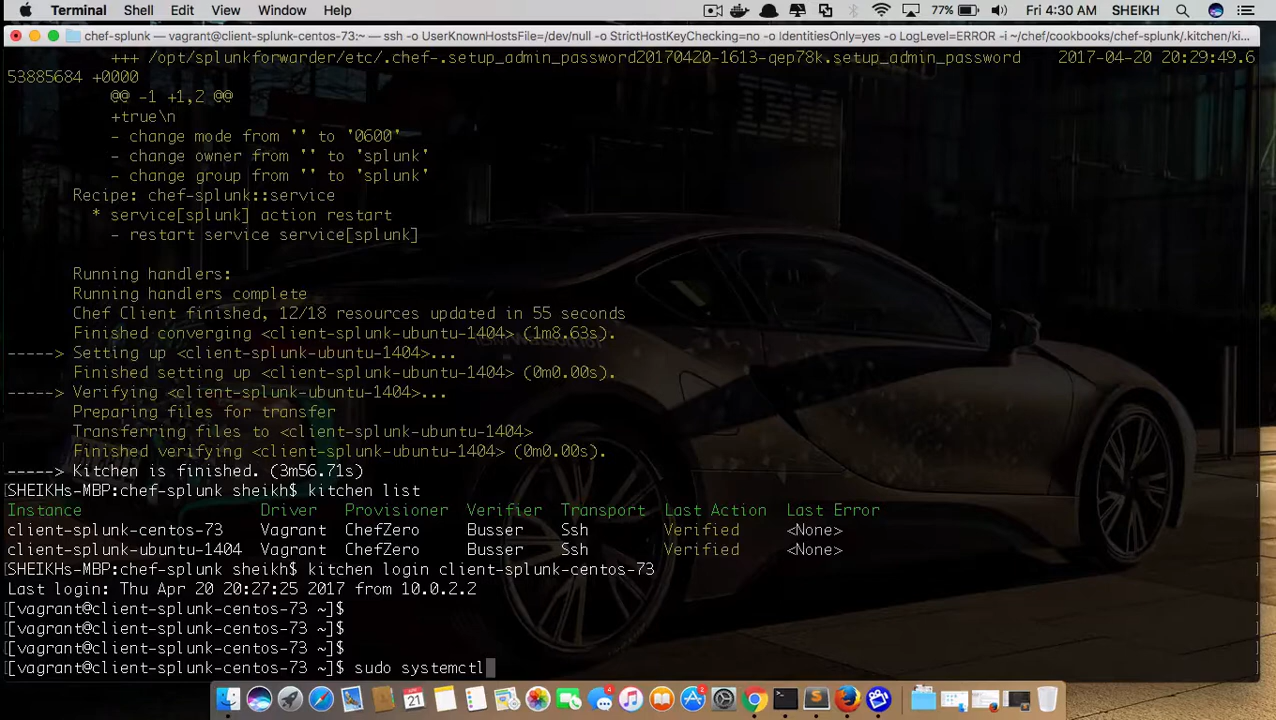 Terminal Shell Edit View Window Help 77% Fri 4:30 AM SHEIKH
chef-splunk — vagrant@client-splunk-centos-73:~ — ssh -o UserKnownHostsFile=/dev/null -o StrictHostKeyChecking=no -o IdentitiesOnly=yes -o LogLevel=ERROR -i ~/chef/cookbooks/chef-splunk/.kitchen/ki...
+++ /opt/splunkforwarder/etc/.chef-.setup_admin_password20170420-1613-qep78k.setup_admin_password 2017-04-20 20:29:49.6
53885684 +0000
@@ -1 +1,2 @@
+true\n
- change mode from '' to '0600'
- change owner from '' to 'splunk'
- change group from '' to 'splunk'
Recipe: chef-splunk::service
* service[splunk] action restart
- restart service service[splunk]
Running handlers:
Running handlers complete
Chef Client finished, 12/18 resources updated in 55 seconds
Finished converging <client-splunk-ubuntu-1404> (1m8.63s).
-----> Setting up <client-splunk-ubuntu-1404>...
Finished setting up <client-splunk-ubuntu-1404> (0m0.00s).
-----> Verifying <client-splunk-ubuntu-1404>...
Preparing files for transfer
Transferring files to <client-splunk-ubuntu-1404>
Finished verifying <client-splunk-ubuntu-1404> (0m0.00s).
-----> Kitchen is finished. (3m56.71s)
SHEIKHs-MBP:chef-splunk sheikh$ kitchen list
Instance Driver Provisioner Verifier Transport Last Action Last Error
client-splunk-centos-73 Vagrant ChefZero Busser Ssh Verified <None>
client-splunk-ubuntu-1404 Vagrant ChefZero Busser Ssh Verified <None>
SHEIKHs-MBP:chef-splunk sheikh$ kitchen login client-splunk-centos-73
Last login: Thu Apr 20 20:27:25 2017 from 10.0.2.2
[vagrant@client-splunk-centos-73 ~]$
[vagrant@client-splunk-centos-73 ~]$
[vagrant@client-splunk-centos-73 ~]$
[vagrant@client-splunk-centos-73 ~]$ sudo systemctl